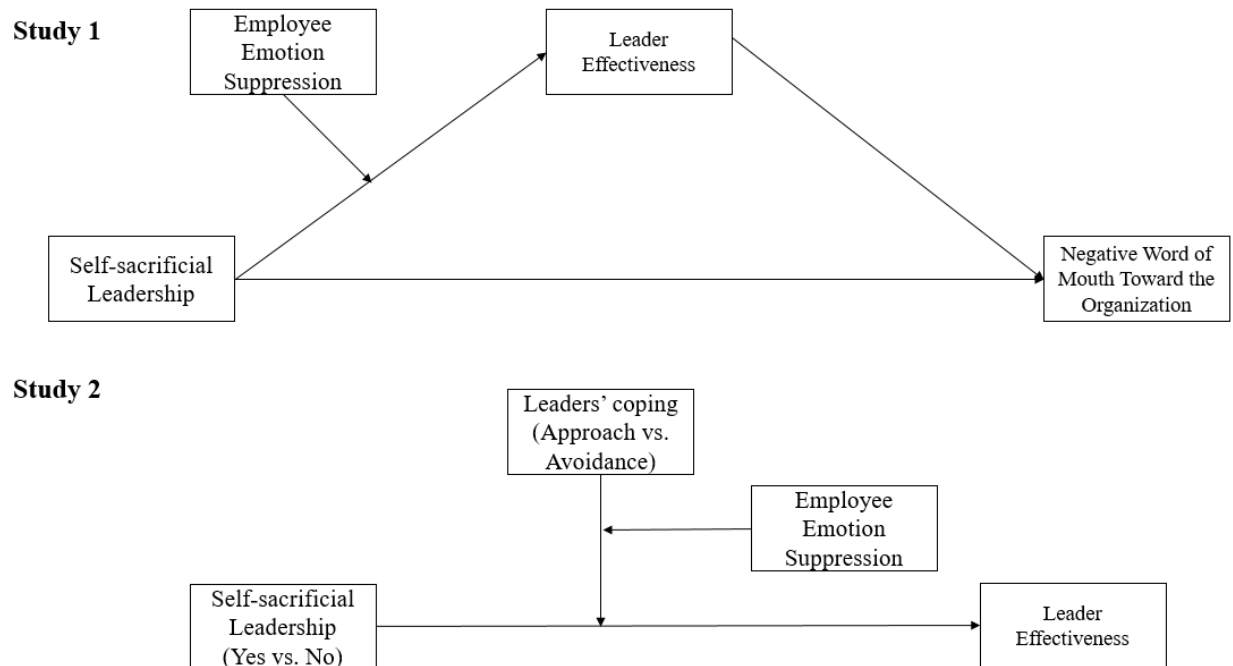 Study 1
Employee
Emotion
Suppression
Leader
Effectiveness
Self-sacrificial
Leadership
Negative Word of
Mouth Toward the
Organization
Study 2
Leaders’ coping
(Approach vs.
Avoidance)
Employee
Emotion
Suppression
Self-sacrificial
Leadership
(Yes vs. No)
Leader
Effectiveness